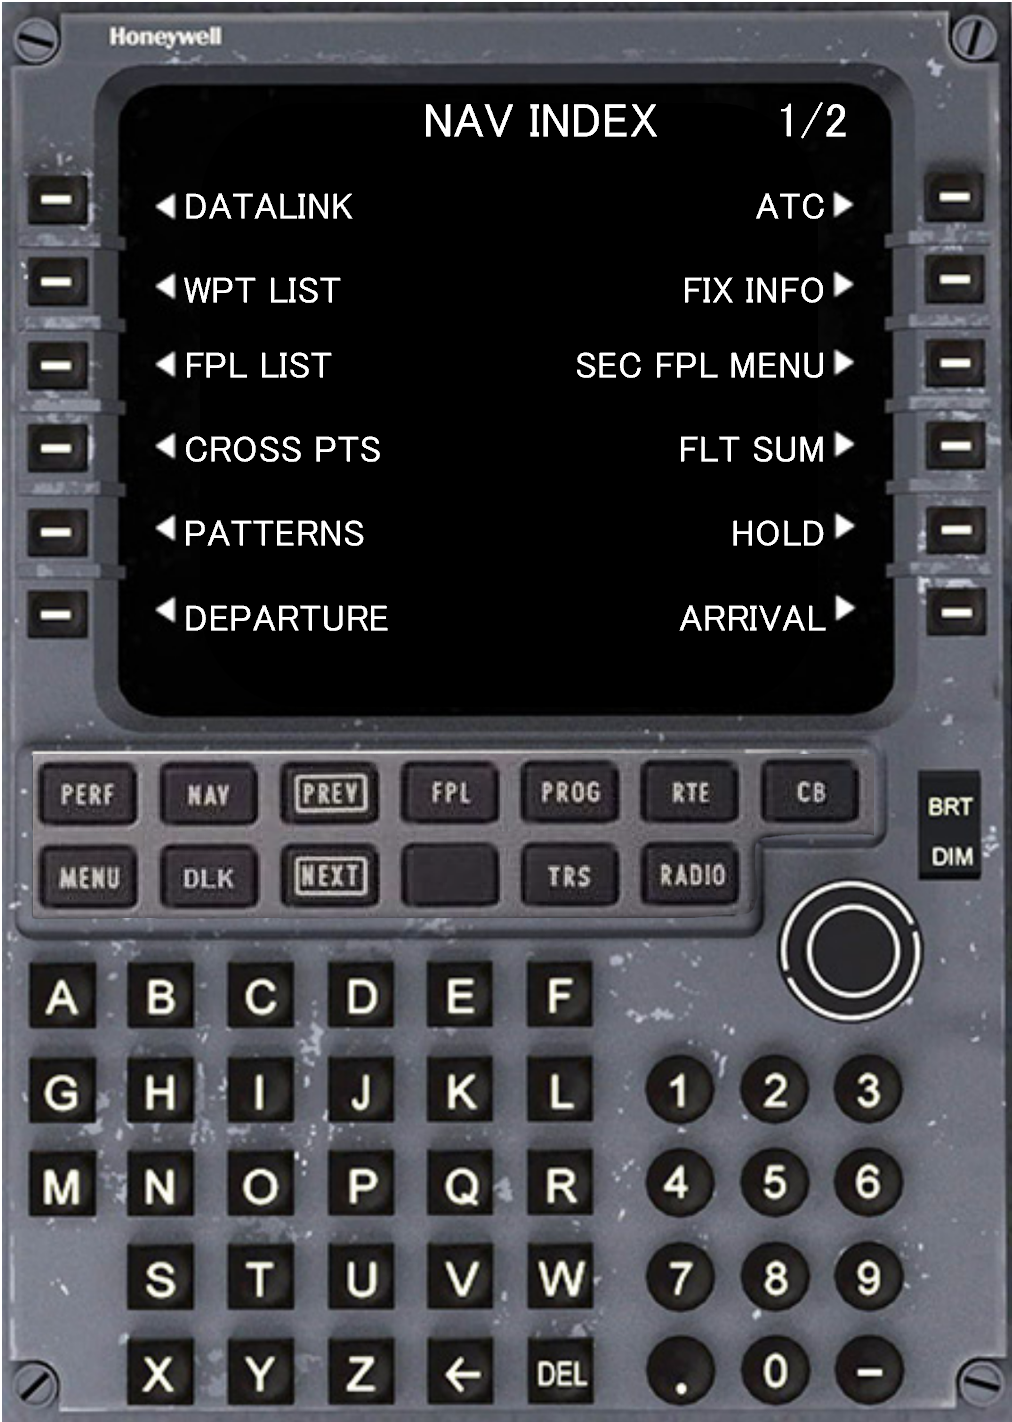 Honeywell
NAV INDEX 1/2
DATALINK ATC
WPT LIST FIX INFO
FPL LIST SEC FPL MENU
CROSS PTS FLT SUM
PATTERNS HOLD
DEPARTURE ARRIVAL
PERF NAV PREV FPL PROG RTE CB
BRT
DIM
MENU DLK NEXT TRS RADIO
A B C D E F
G H I J K L 1 2 3
M N O P Q R 4 5 6
S T U V W 7 8 9
X Y Z ← DEL . 0 -